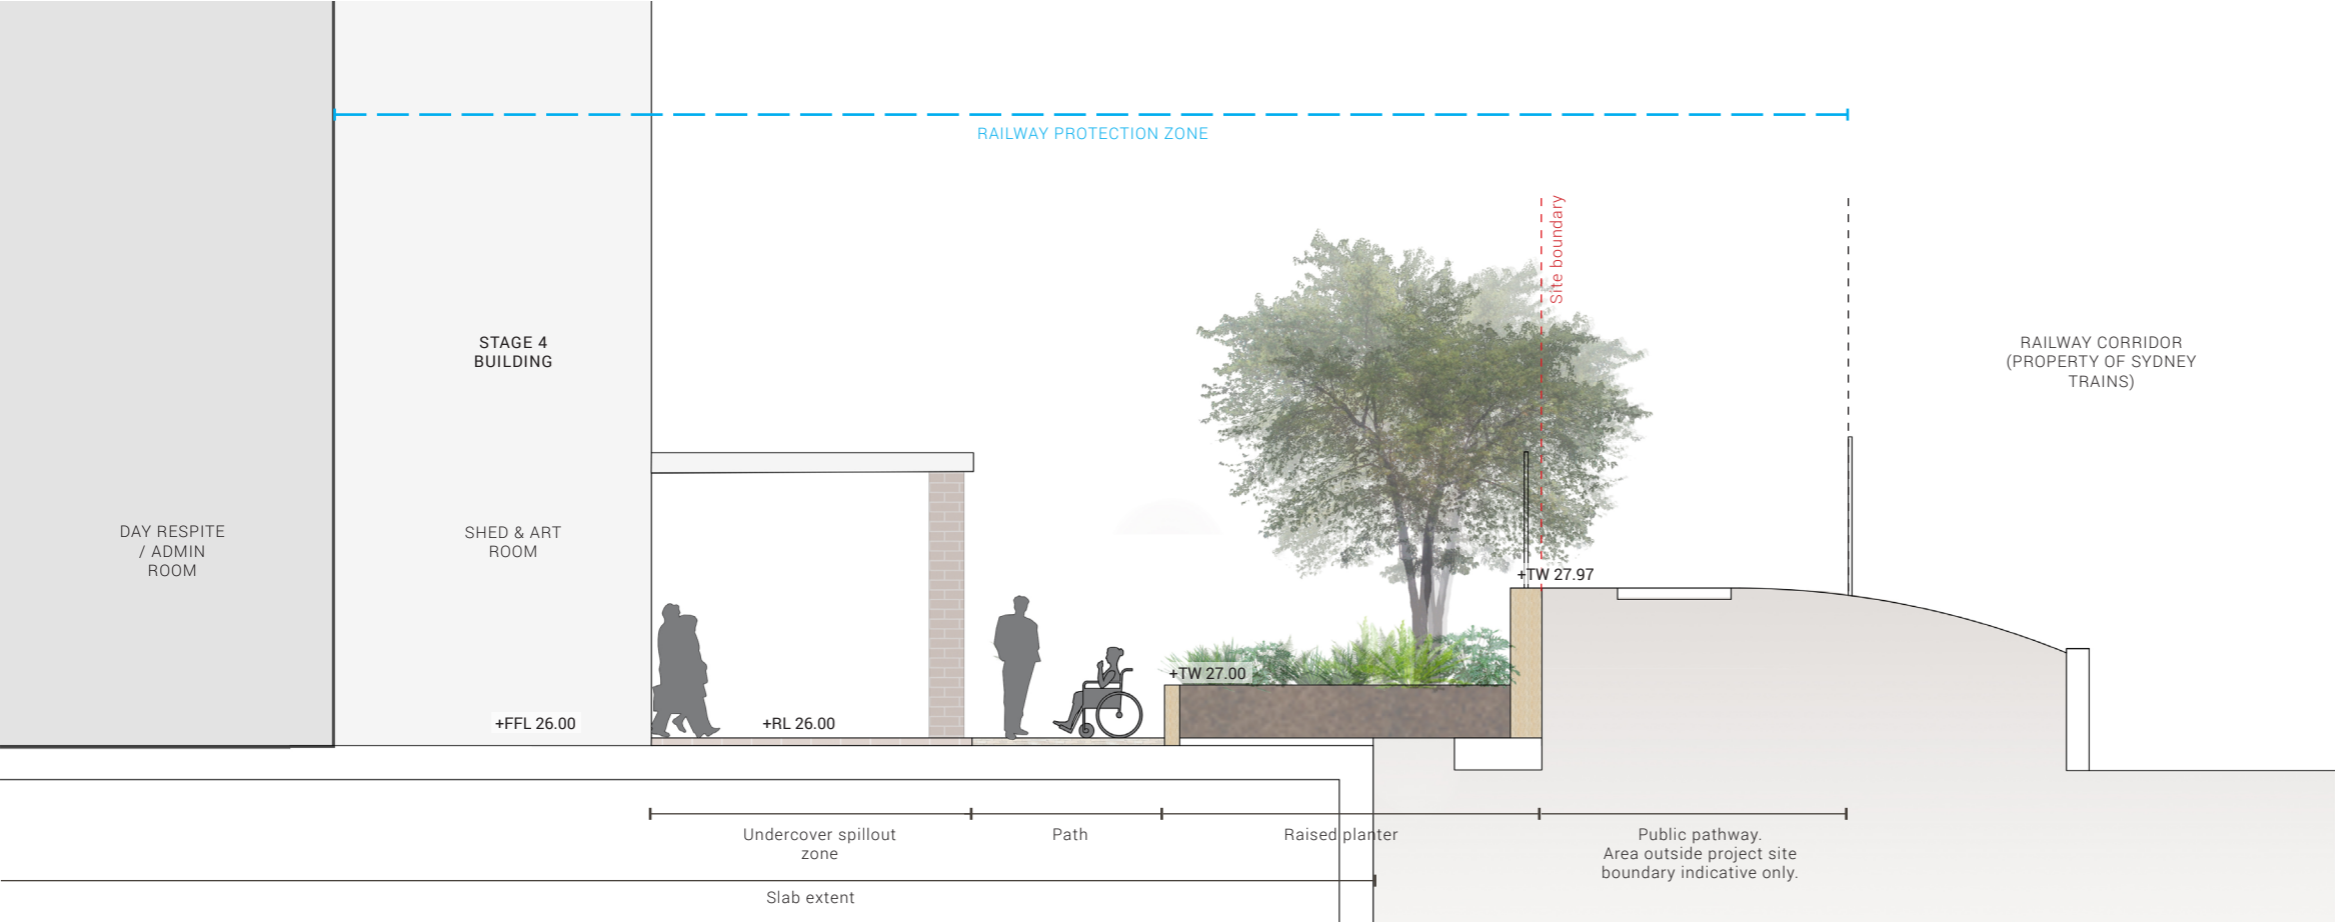 RAILWAY PROTECTION ZONE
Site boundary
STAGE 4
BUILDING
RAILWAY CORRIDOR
(PROPERTY OF SYDNEY
TRAINS)
DAY RESPITE
/ ADMIN
ROOM
SHED & ART
ROOM
+TW 27.97
+TW 27.00
+FFL 26.00
+RL 26.00
Undercover spillout
zone
Path
Raised planter
Public pathway.
Area outside project site
boundary indicative only.
Slab extent